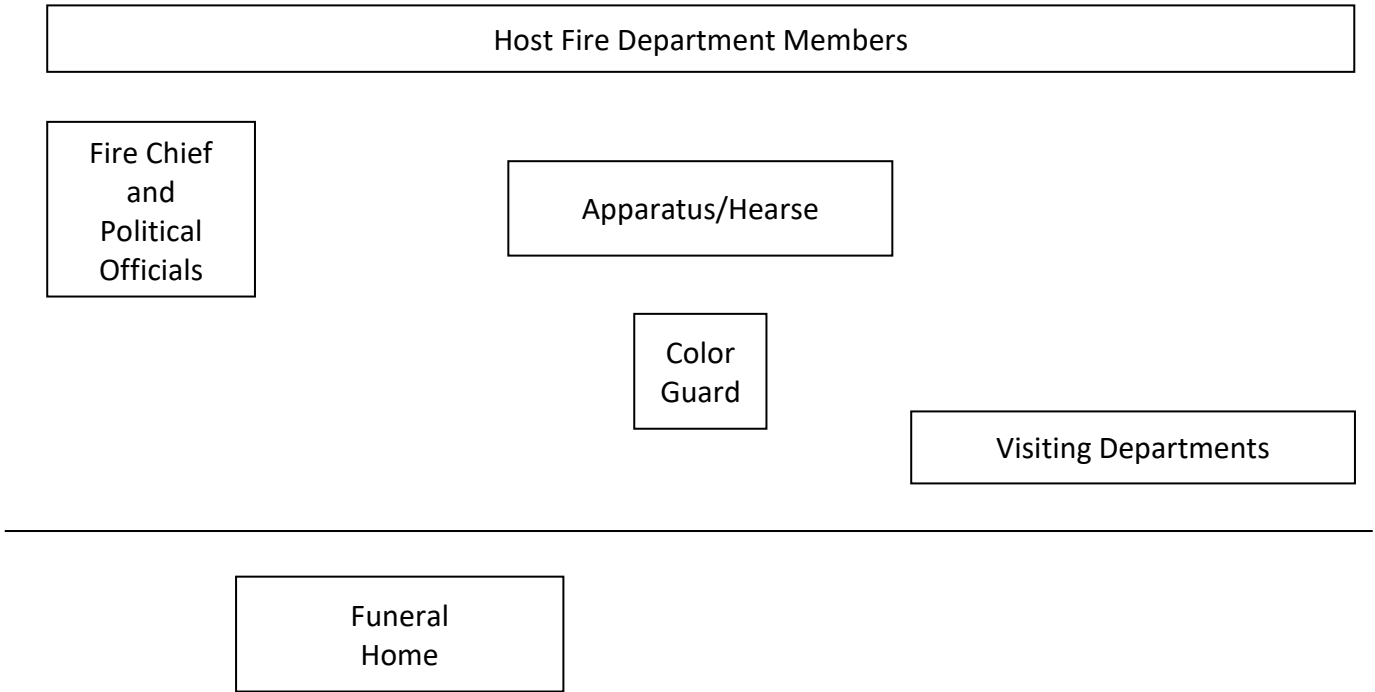 Host Fire Department Members
Fire Chief
and
Political
Officials
Apparatus/Hearse
Color
Guard
Visiting Departments
Funeral
Home